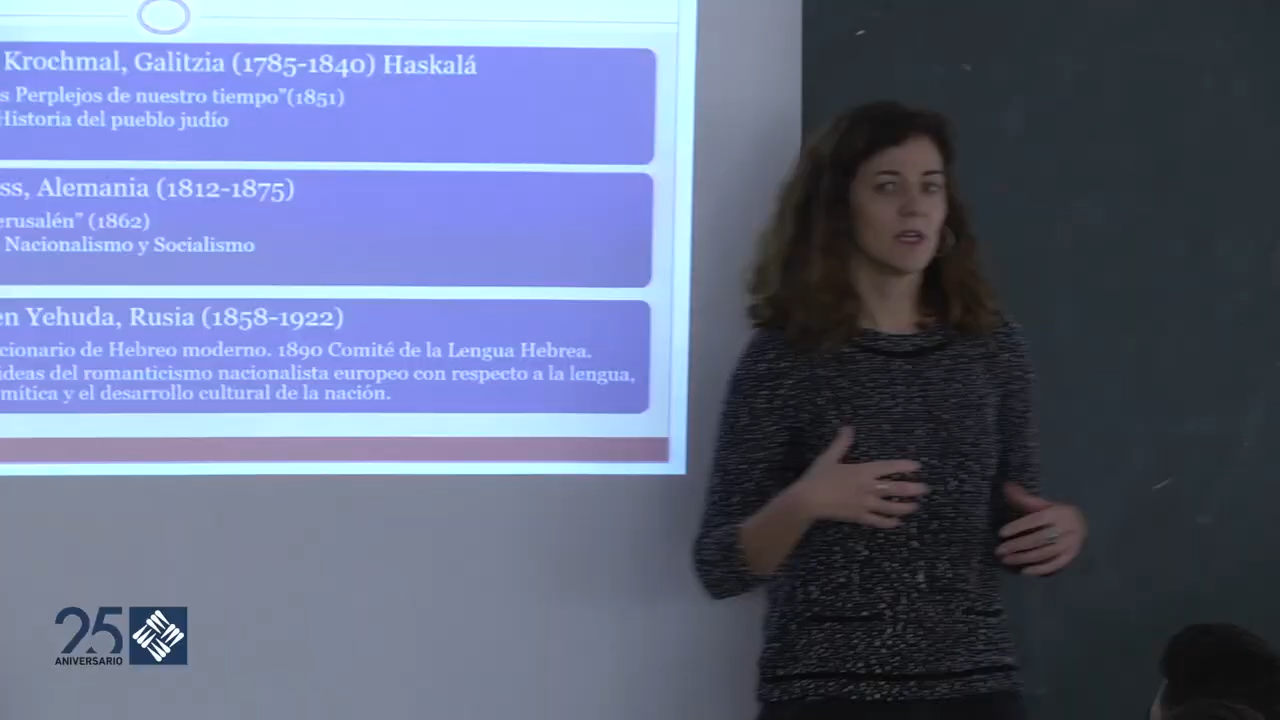 Krochmal, Galitzia (1785-1840) Haskalá
s Perplejos de nuestro tiempo"(1851)
Historia del pueblo judío
ss, Alemania (1812-1875)
erusalén" (1862)
Nacionalismo y Socialismo
en Yehuda, Rusia (1858-1922)
cionario de Hebreo moderno. 1890 Comité de la Lengua Hebrea.
ideas del romanticismo nacionalista europeo con respecto a la lengua,
mítica y el desarrollo cultural de la nación.
25
ANIVERSARIO